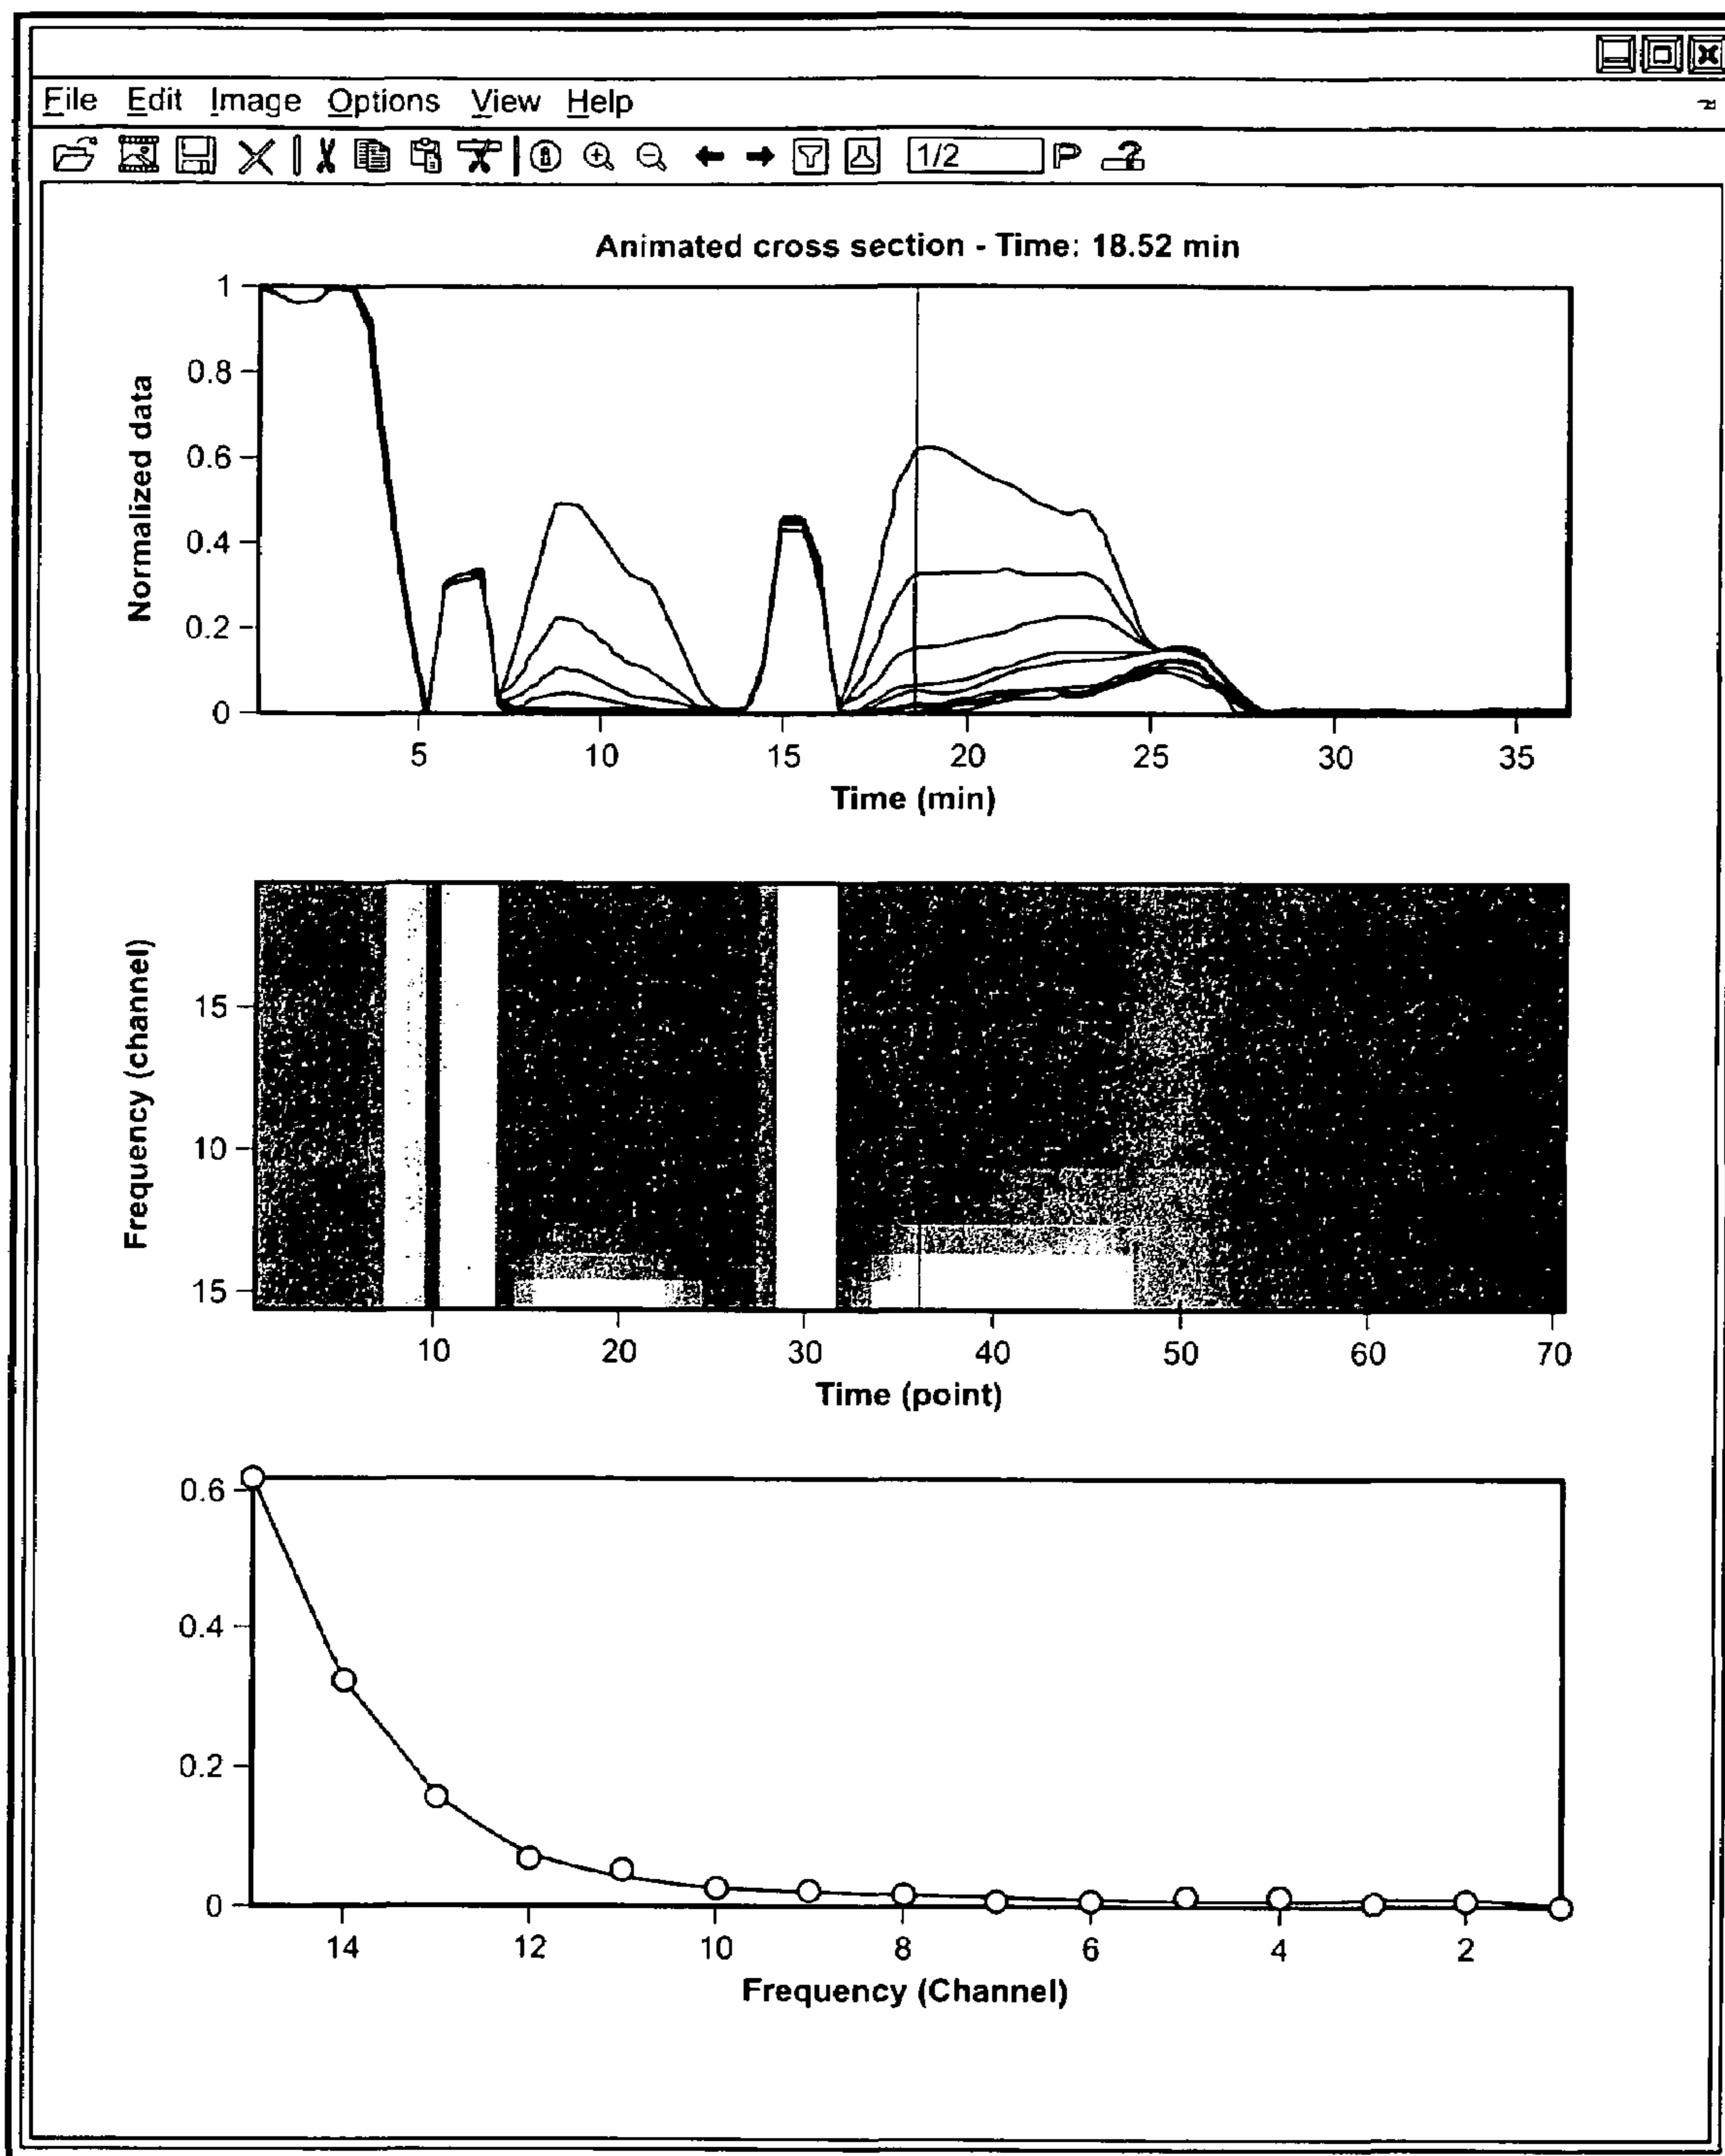 File Edit Image Options View Help
1/2 P ?
Animated cross section - Time: 18.52 min
Normalized data
1
0.8
0.6
0.4
0.2
0
5 10 15 20 25 30 35
Time (min)
Frequency (channel)
15
10
15
10 20 30 40 50 60 70
Time (point)
0.6
0.4
0.2
0
14 12 10 8 6 4 2
Frequency (Channel)